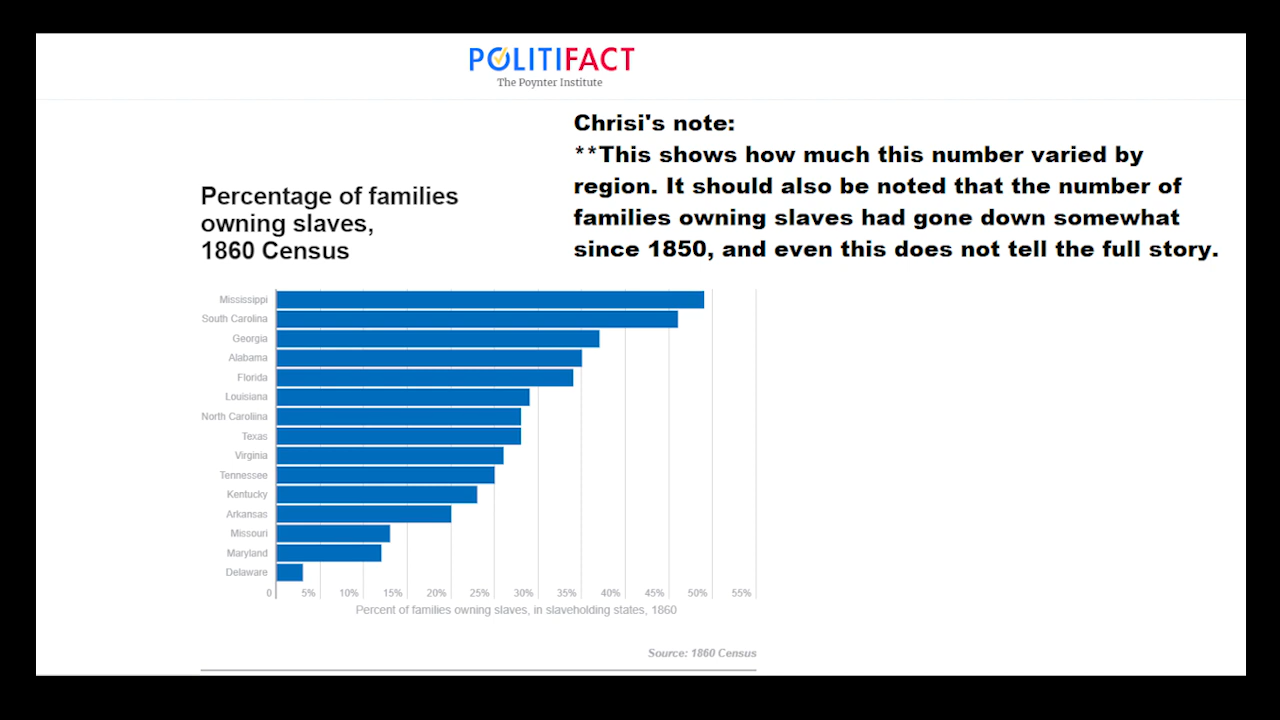 POLITIFACT
The Poynter Institute
Chrisi's note:
**This shows how much this number varied by
region. It should also be noted that the number of
families owning slaves had gone down somewhat
since 1850, and even this does not tell the full story.
Percentage of families
owning slaves,
1860 Census
Mississippi
South Carolina
Georgia
Alabama
Florida
Louisiana
North Caroliina
Texas
Virginia
Tennessee
Kentucky
Arkansas
Missouri
Maryland
Delaware
0 5% 10% 15% 20% 25% 30% 35% 40% 45% 50% 55%
Percent of families owning slaves, in slaveholding states, 1860
Source: 1860 Census